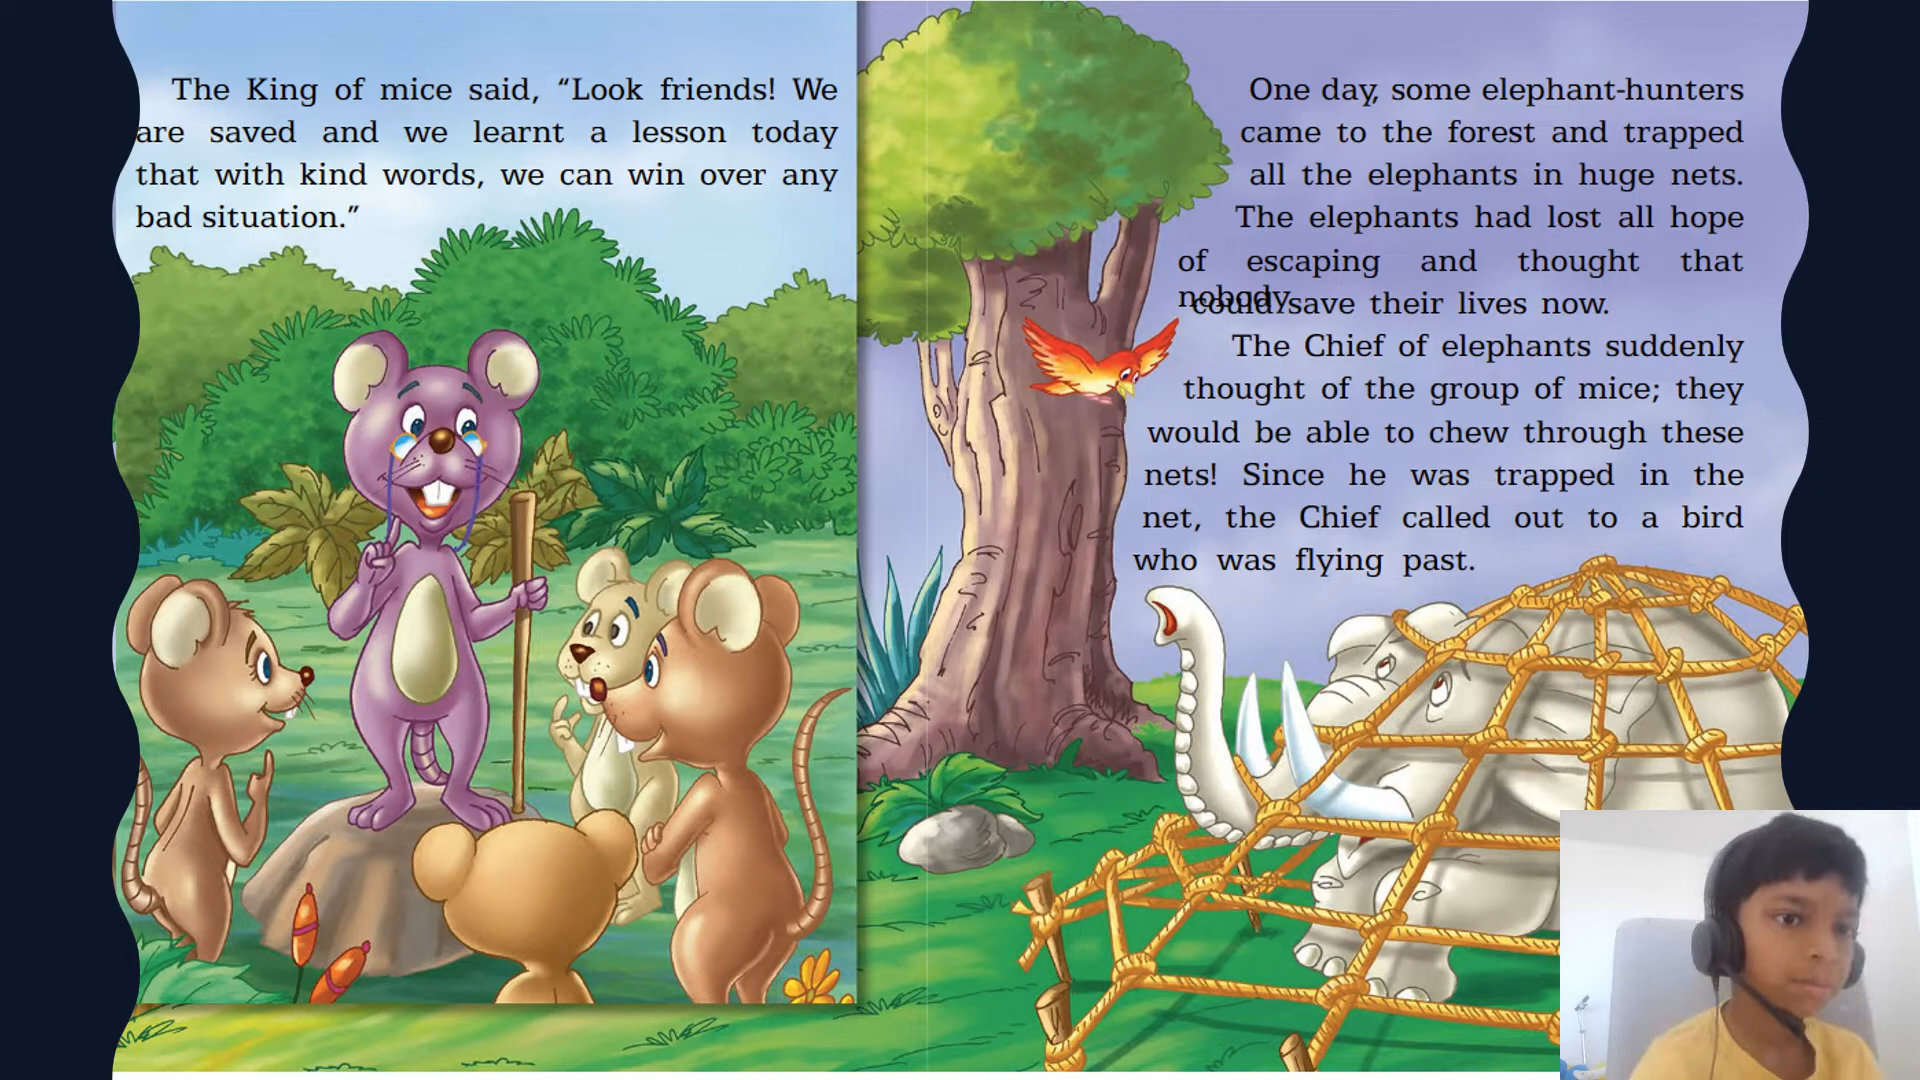 The King of mice said, “Look friends! We
are saved and we learnt a lesson today
that with kind words, we can win over any
bad situation.”
One day, some elephant-hunters
came to the forest and trapped
all the elephants in huge nets.
The elephants had lost all hope
of escaping and thought that
nobody
could save their lives now.
The Chief of elephants suddenly
thought of the group of mice; they
would be able to chew through these
nets! Since he was trapped in the
net, the Chief called out to a bird
who was flying past.